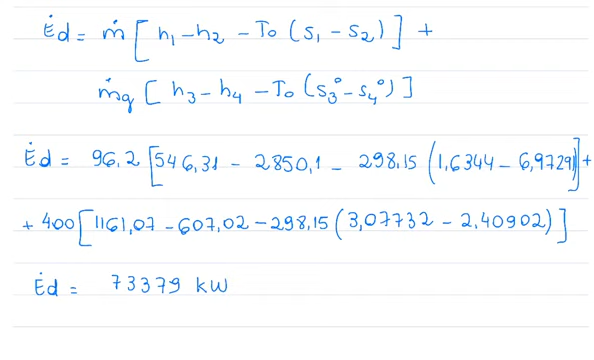 Ėd = ṁ [ h₁ - h₂ - To ( s₁ - s₂ ) ] +
ṁg [ h₃ - h₄ - To ( s₃° - s₄° ) ]
Ėd = 96,2 [ 546,31 - 2850,1 - 298,15 ( 1,6344 - 6,9729 ) ] +
+ 400 [ 1161,07 - 607,02 - 298,15 ( 3,07732 - 2,40902 ) ]
Ėd = 73379 kW